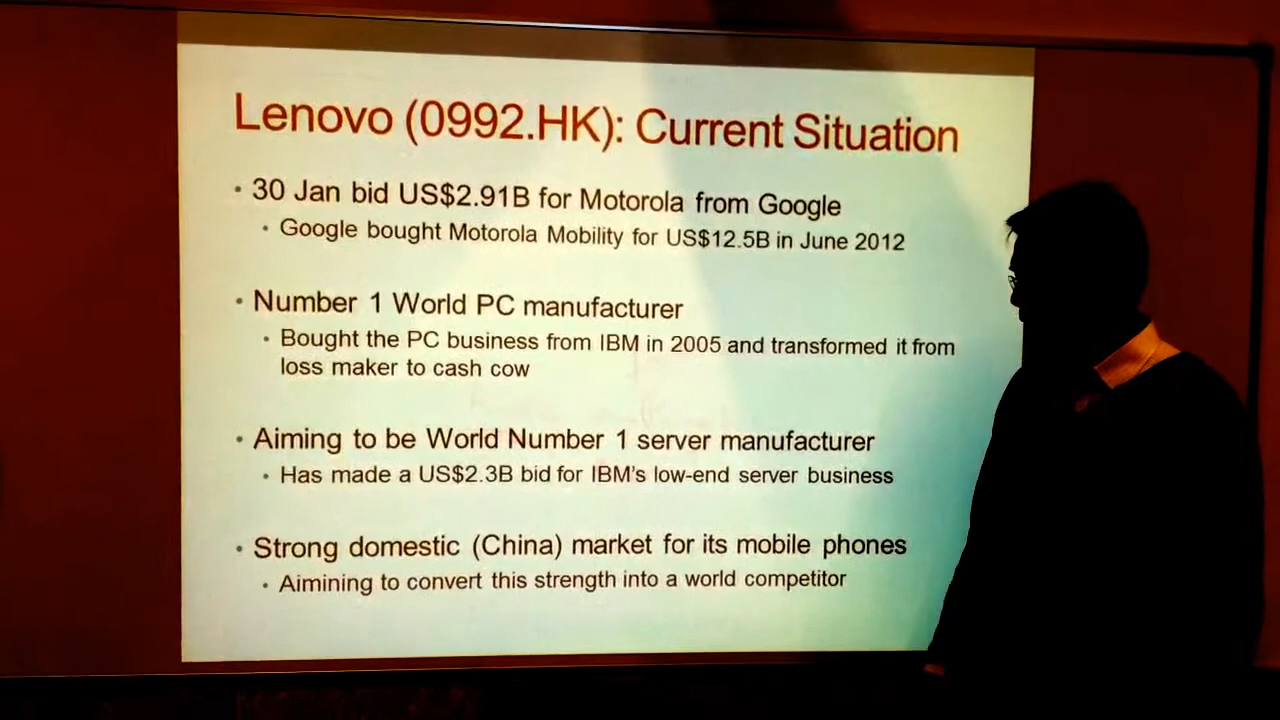 Lenovo (0992.HK): Current Situation
• 30 Jan bid US$2.91B for Motorola from Google
• Google bought Motorola Mobility for US$12.5B in June 2012
• Number 1 World PC manufacturer
• Bought the PC business from IBM in 2005 and transformed it from
loss maker to cash cow
• Aiming to be World Number 1 server manufacturer
• Has made a US$2.3B bid for IBM's low-end server business
• Strong domestic (China) market for its mobile phones
• Aimining to convert this strength into a world competitor